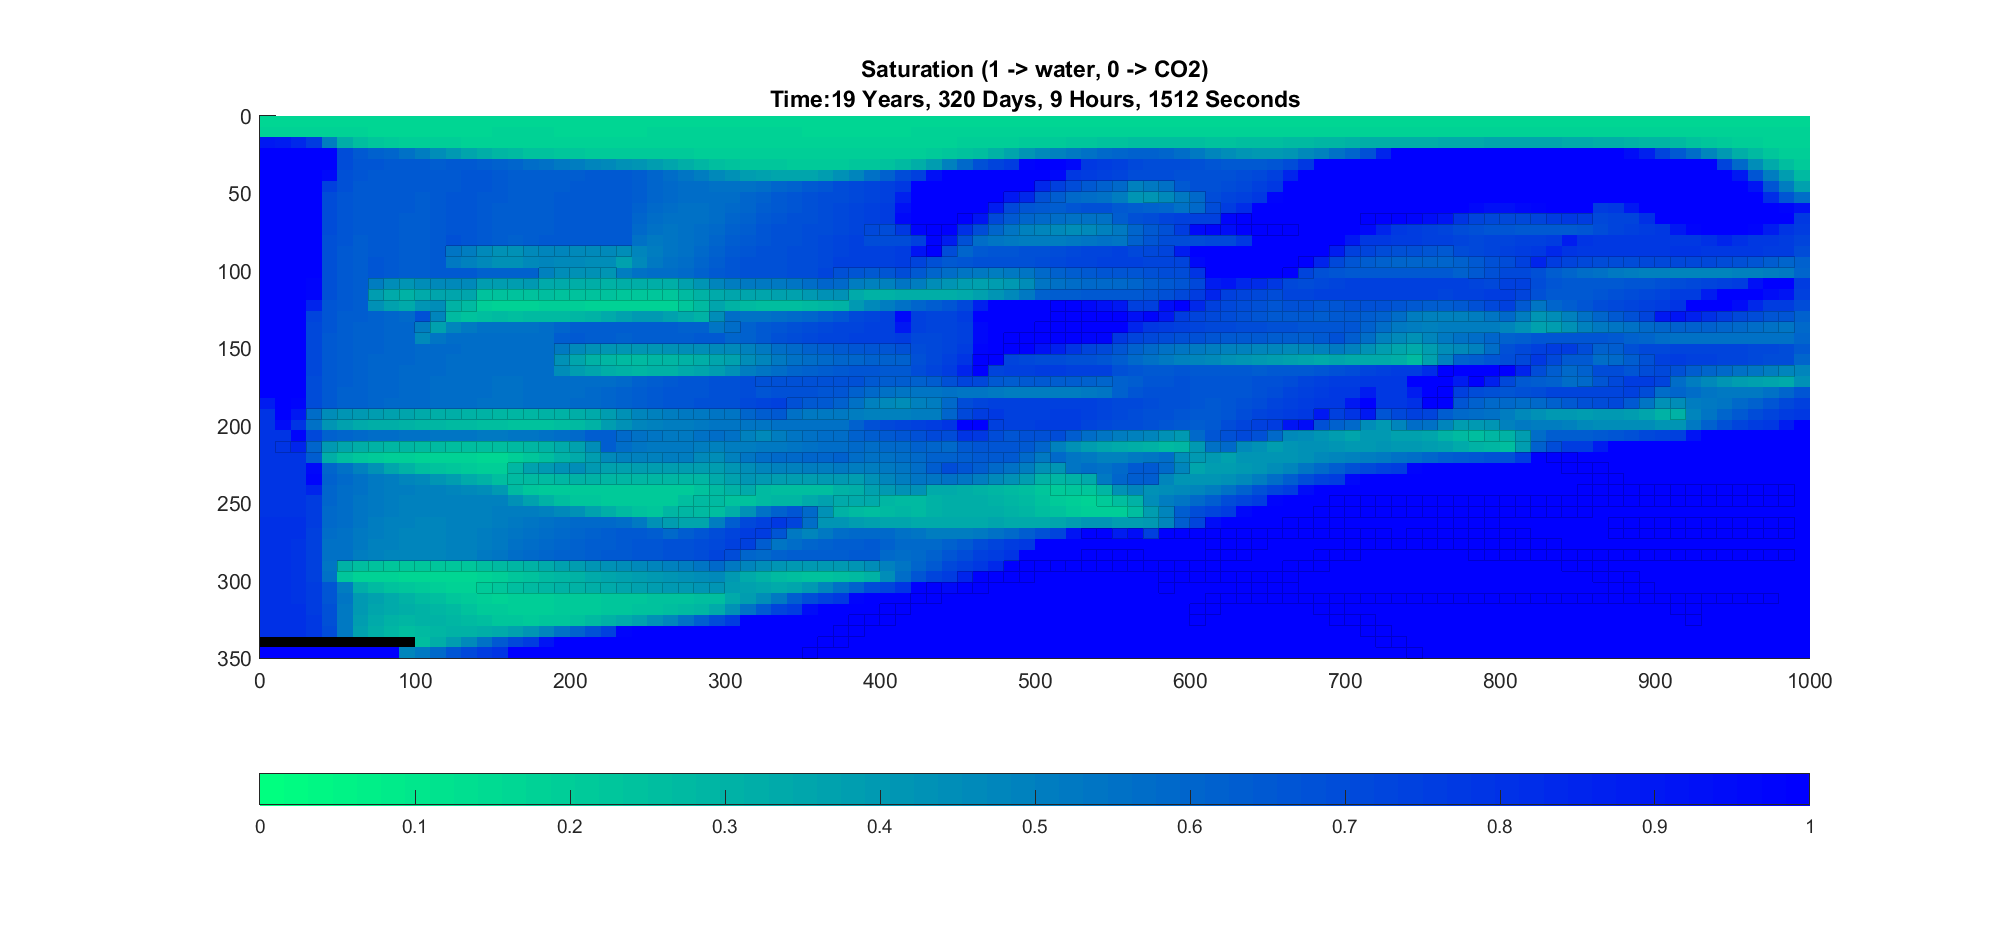 Saturation (1 -> water, 0 -> CO2)
Time:19 Years, 320 Days, 9 Hours, 1512 Seconds
0
50
100
150
200
250
300
350
0 100 200 300 400 500 600 700 800 900 1000
0 0.1 0.2 0.3 0.4 0.5 0.6 0.7 0.8 0.9 1